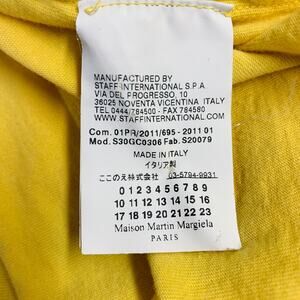 MANUFACTURED BY
STAFF INTERNATIONAL S.P.A.
VIA DEL PROGRESSO, 10
36025 NOVENTA VICENTINA ITALY
TEL 0444/784500 - FAX 784580
WWW.STAFFINTERNATIONAL.COM
Com. 01PR/2011/695 - 2011 01
Mod. S30GC0306 Fab. S20079
MADE IN ITALY
イタリア製
ここのえ株式会社 03-5794-9931
0 1 2 3 4 5 6 7 8 9
10 11 12 13 14 15 16
17 18 19 20 21 22 23
Maison Martin Margiela
PARIS